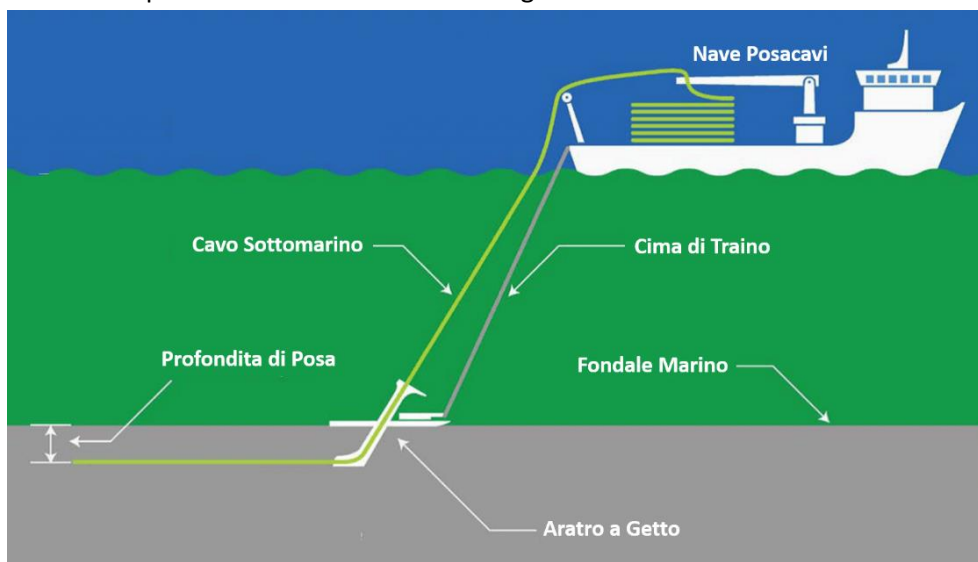 Nave Posacavi
Cavo Sottomarino
Cima di Traino
Profondita di Posa
Fondale Marino
Aratro a Getto